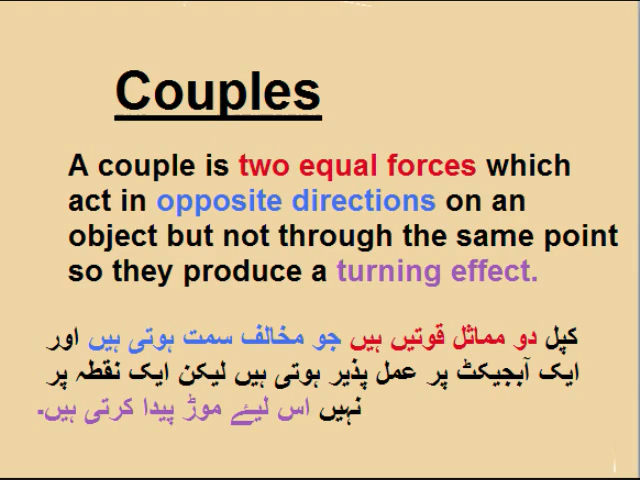 Couples
A couple is two equal forces which
act in opposite directions on an
object but not through the same point
so they produce a turning effect.
کپل دو مماثل قوتیں ہیں جو مخالف سمت ہوتی ہیں اور
ایک آبجیکٹ پر عمل پذیر ہوتی ہیں لیکن ایک نقطہ پر
نہیں اس لیئے موڑ پیدا کرتی ہیں۔